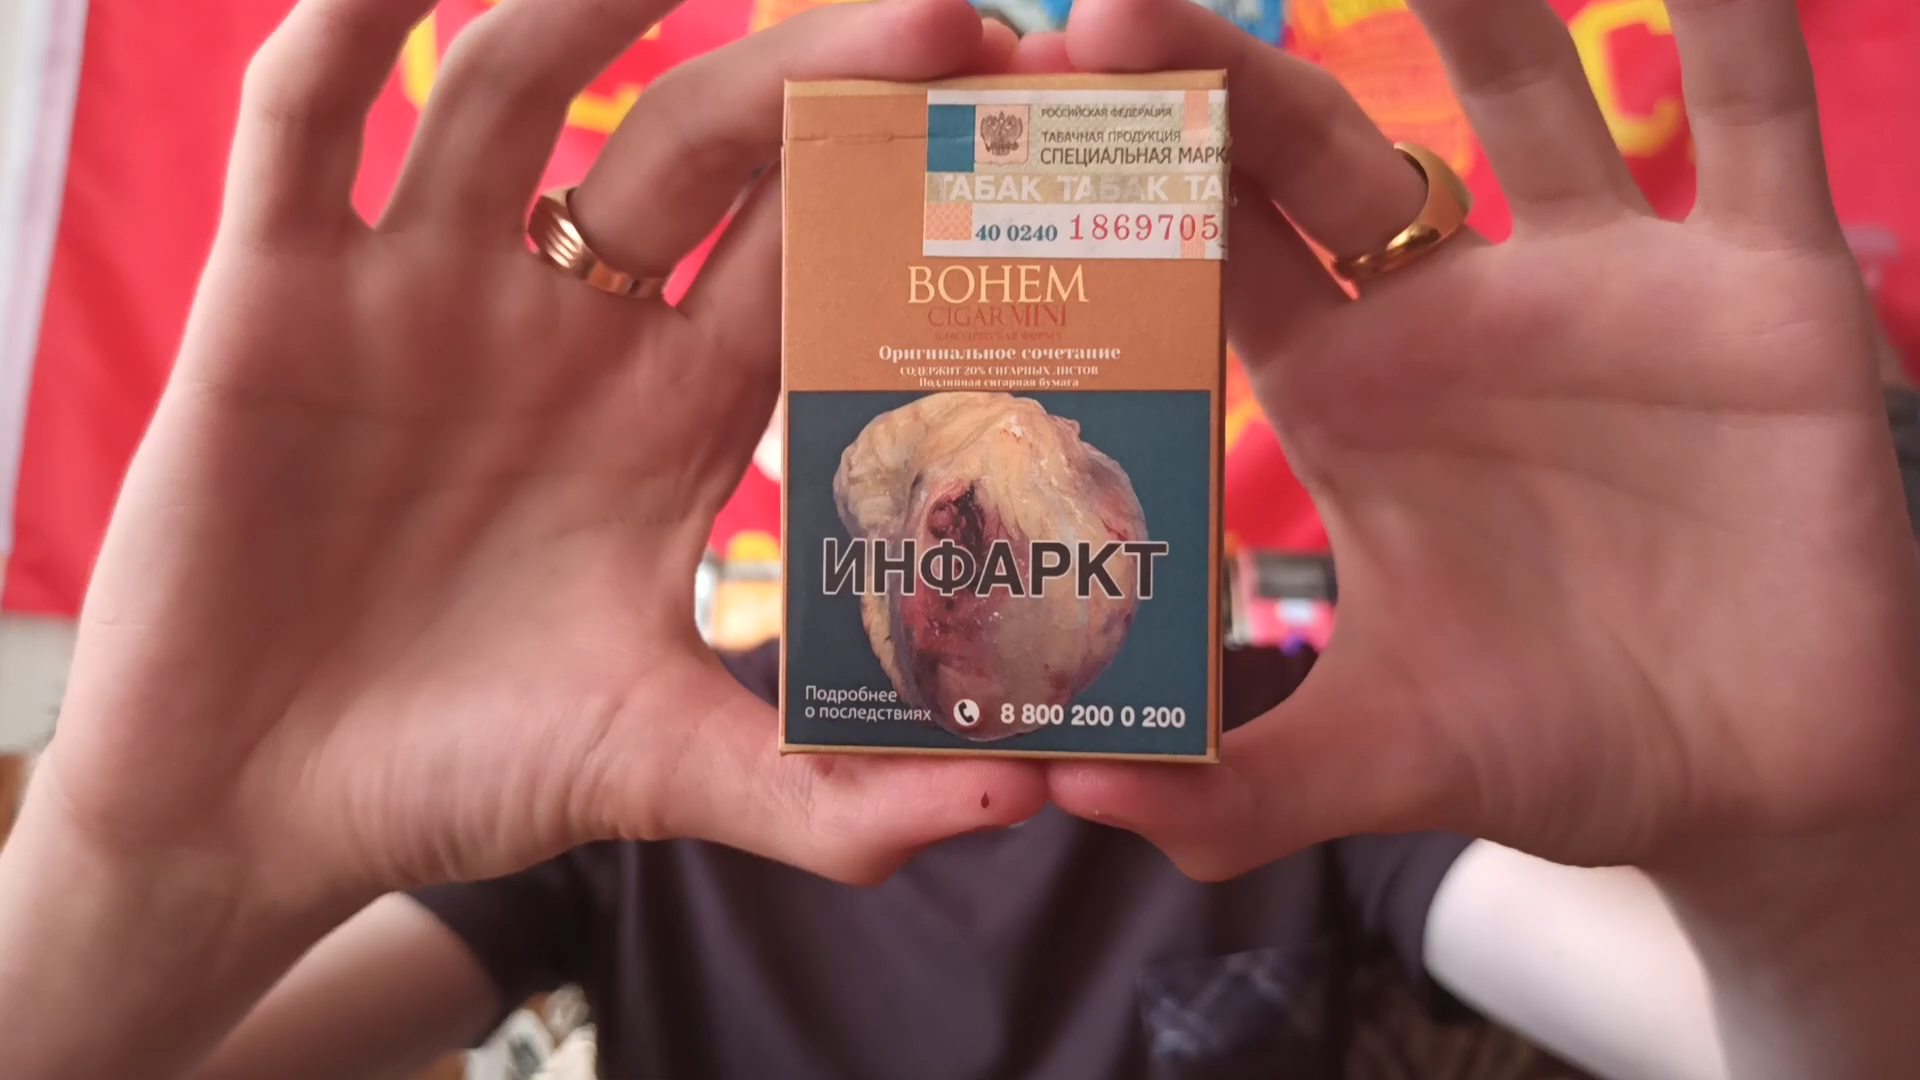 РОССИЙСКАЯ ФЕДЕРАЦИЯ
ТАБАЧНАЯ ПРОДУКЦИЯ
СПЕЦИАЛЬНАЯ МАРКА
ТАБАК ТАБАК ТА
40 0240 1869705
BOHEM
CIGAR MINI
Оригинальное сочетание
СОДЕРЖИТ 20% СИГАРНЫХ ЛИСТОВ
Подлинная сигарная бумага
ИНФАРКТ
Подробнее
о последствиях 8 800 200 0 200